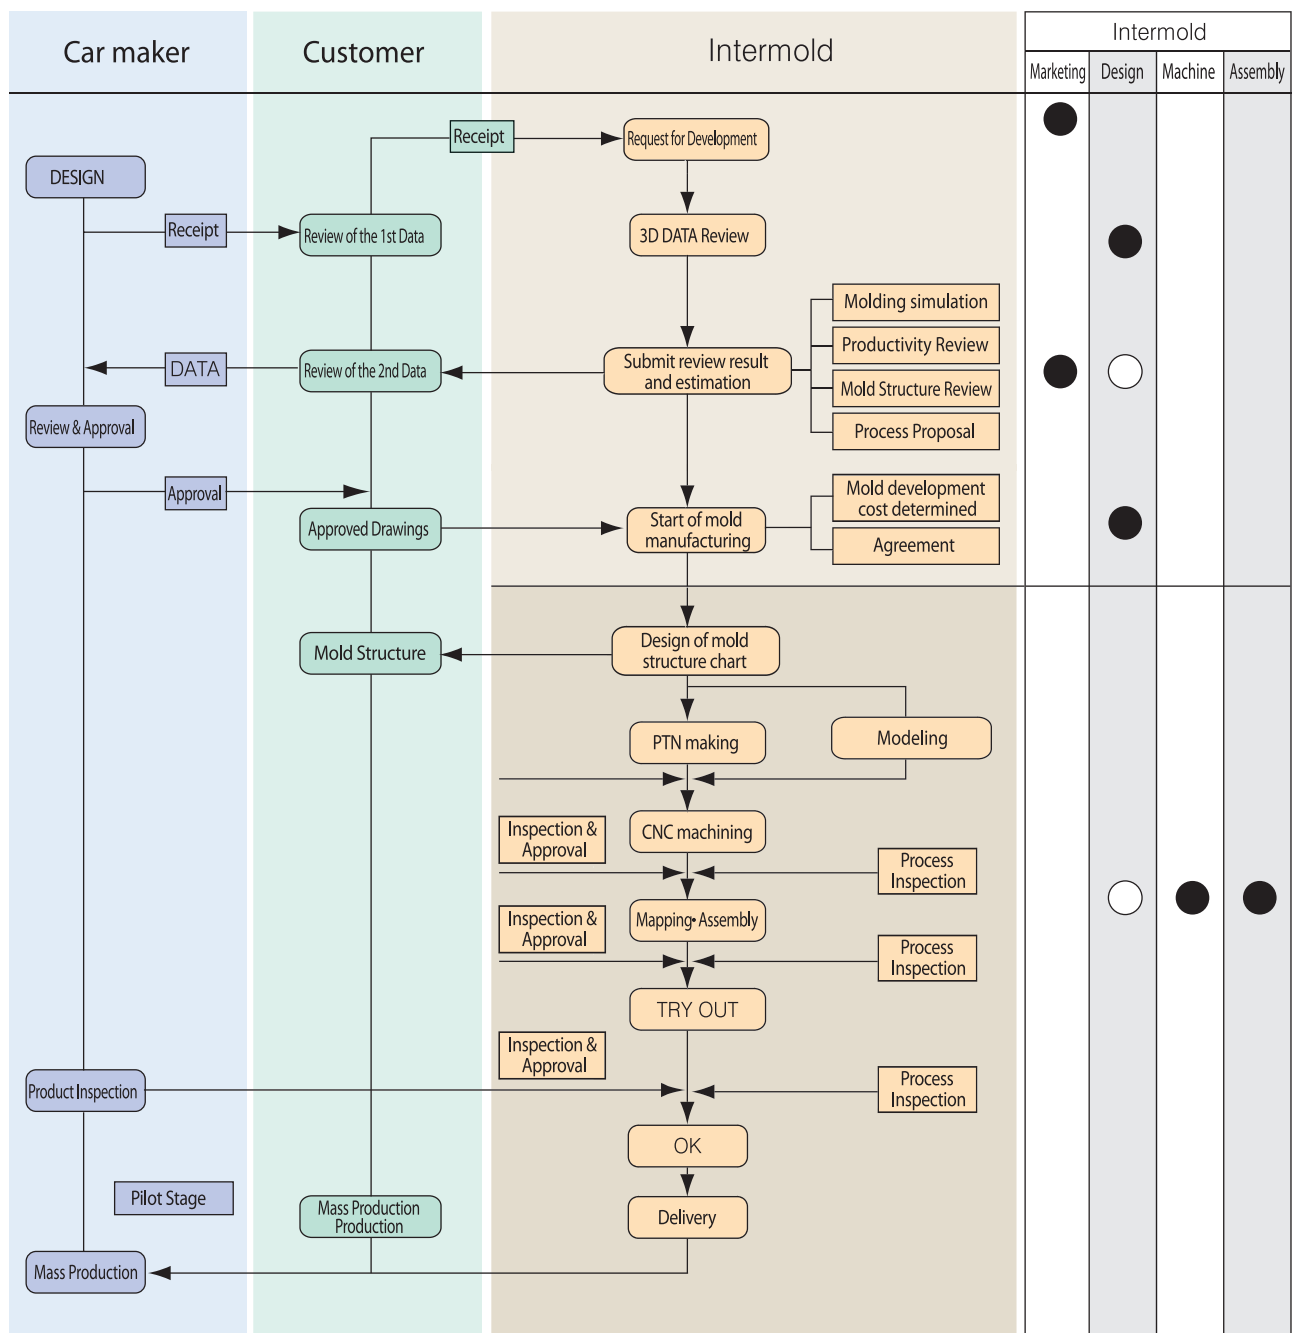 Car maker
Customer
Intermold
Intermold
Marketing
Design
Machine
Assembly
Receipt
Request for Development
DESIGN
Receipt
Review of the 1st Data
3D DATA Review
Molding simulation
Productivity Review
DATA
Review of the 2nd Data
Submit review result
and estimation
Mold Structure Review
Review & Approval
Process Proposal
Approval
Mold development
cost determined
Approved Drawings
Start of mold
manufacturing
Agreement
Mold Structure
Design of mold
structure chart
PTN making
Modeling
Inspection &
Approval
CNC machining
Process
Inspection
Inspection &
Approval
Mapping• Assembly
Process
Inspection
TRY OUT
Inspection &
Approval
Product Inspection
Process
Inspection
OK
Pilot Stage
Mass Production
Production
Delivery
Mass Production